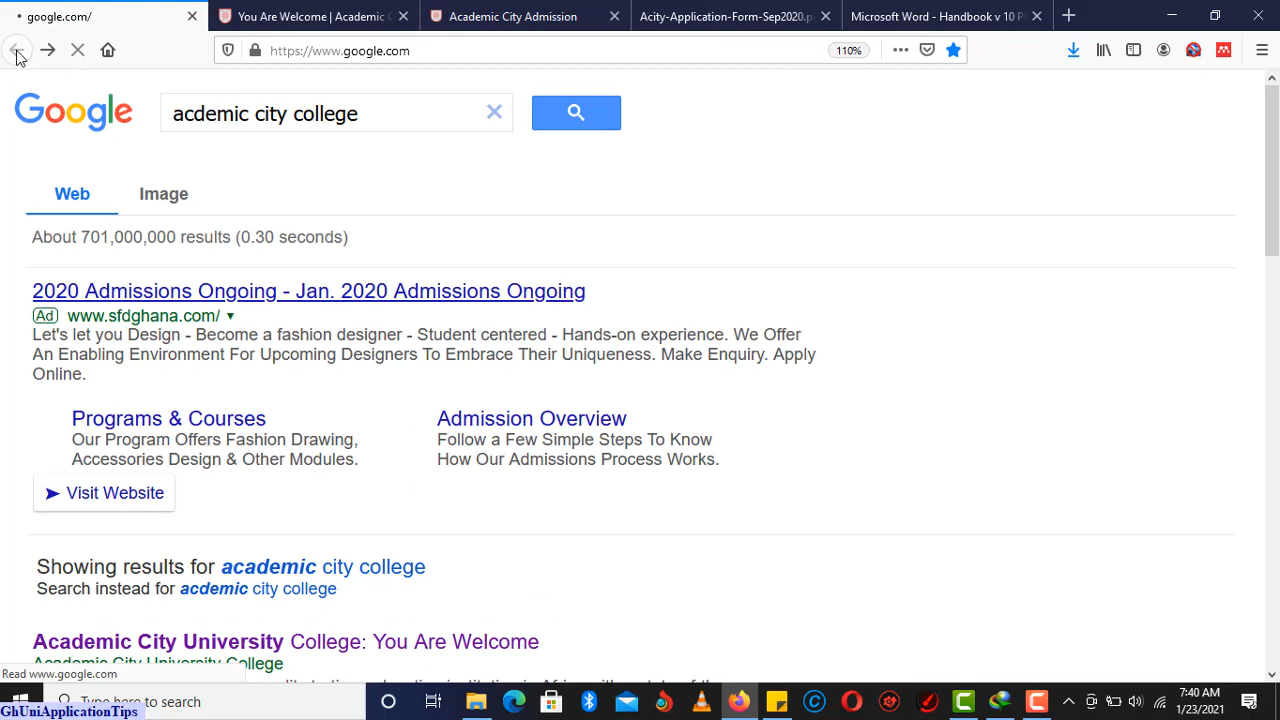 google.com/
You Are Welcome | Academic C
Academic City Admission
Acity-Application-Form-Sep2020.p
Microsoft Word - Handbook v 10 P
https://www.google.com
110%
Google
acdemic city college
Web
Image
About 701,000,000 results (0.30 seconds)
2020 Admissions Ongoing - Jan. 2020 Admissions Ongoing
Ad www.sfdghana.com/
Let's let you Design - Become a fashion designer - Student centered - Hands-on experience. We Offer
An Enabling Environment For Upcoming Designers To Embrace Their Uniqueness. Make Enquiry. Apply
Online.
Programs & Courses
Our Program Offers Fashion Drawing,
Accessories Design & Other Modules.
Admission Overview
Follow a Few Simple Steps To Know
How Our Admissions Process Works.
Visit Website
Showing results for academic city college
Search instead for acdemic city college
Academic City University College: You Are Welcome
Academic City University College
Read www.google.com
Type here to search
7:40 AM
1/23/2021
GhUniApplicationTips